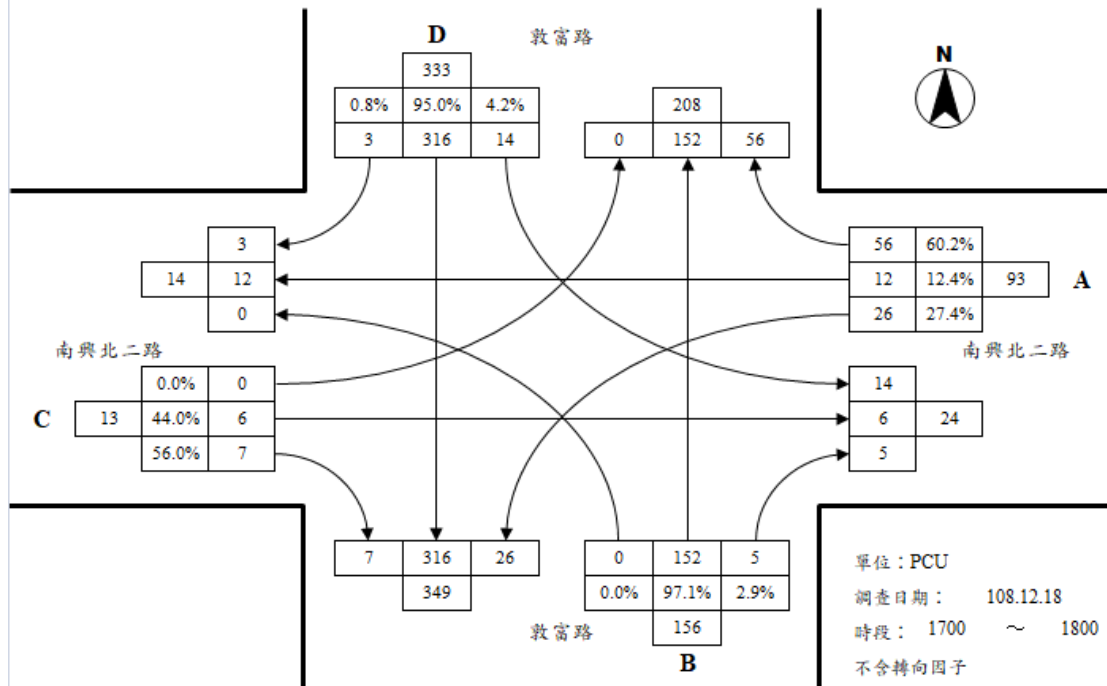 D
敦富路
N
333
0.8% 95.0% 4.2%
3 316 14
208
0 152 56
3
14 12
0
56 60.2%
12 12.4% 93
26 27.4%
A
南興北二路
南興北二路
0.0% 0
C 13 44.0% 6
56.0% 7
14
6 24
5
7 316 26
349
0 152 5
0.0% 97.1% 2.9%
156
敦富路
B
單位：PCU
調查日期： 108.12.18
時段： 1700 ～ 1800
不含轉向因子